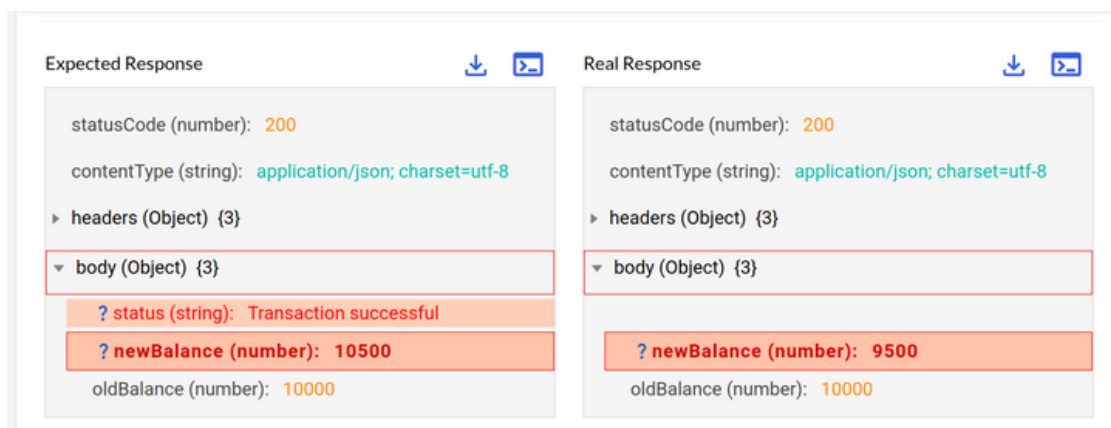 Expected Response
statusCode (number): 200
contentType (string): application/json; charset=utf-8
headers (Object) {3}
body (Object) {3}
? status (string): Transaction successful
? newBalance (number): 10500
oldBalance (number): 10000
Real Response
statusCode (number): 200
contentType (string): application/json; charset=utf-8
headers (Object) {3}
body (Object) {3}
? newBalance (number): 9500
oldBalance (number): 10000